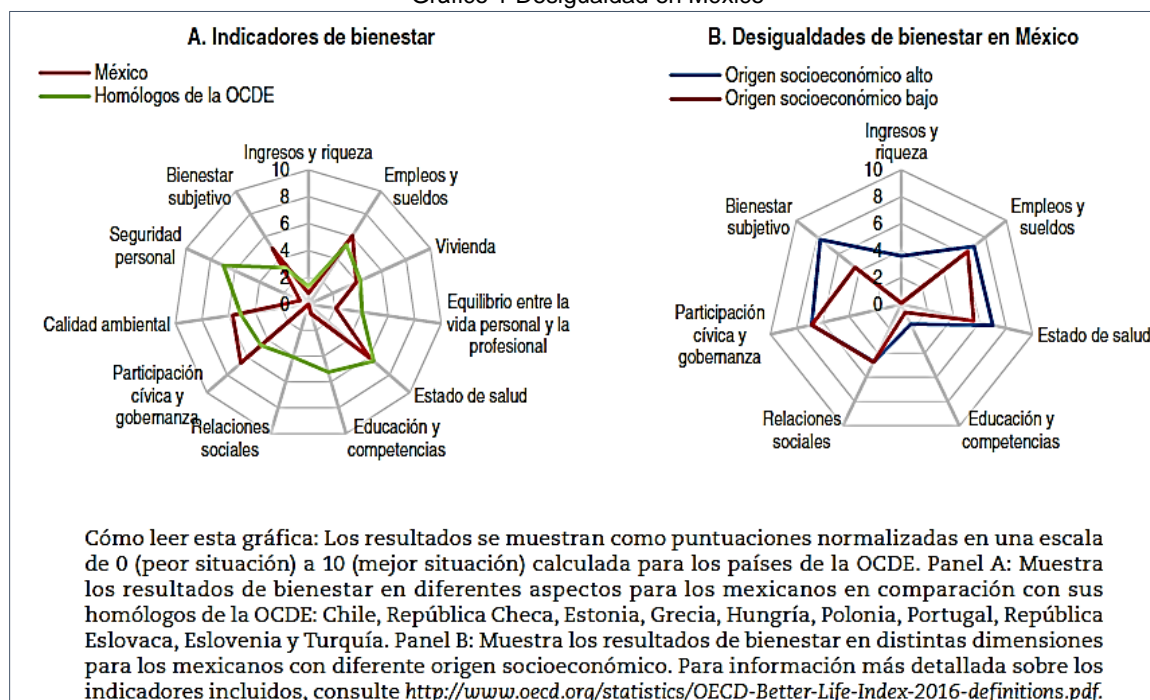 Gráfico 1 Desigualdad en México
A. Indicadores de bienestar
México
Homólogos de la OCDE
Ingresos y riqueza
10
8
6
4
2
0
Empleos y
sueldos
Vivienda
Equilibrio entre la
vida personal y la
profesional
Estado de salud
Educación y
competencias
Relaciones
sociales
Participación
cívica y
gobernanza
Calidad ambiental
Seguridad
personal
Bienestar
subjetivo
B. Desigualdades de bienestar en México
Origen socioeconómico alto
Origen socioeconómico bajo
Ingresos y
riqueza
10
8
6
4
2
0
Empleos y
sueldos
Estado de salud
Educación y
competencias
Relaciones
sociales
Participación
cívica y
gobernanza
Bienestar
subjetivo
Cómo leer esta gráfica: Los resultados se muestran como puntuaciones normalizadas en una escala
de 0 (peor situación) a 10 (mejor situación) calculada para los países de la OCDE. Panel A: Muestra
los resultados de bienestar en diferentes aspectos para los mexicanos en comparación con sus
homólogos de la OCDE: Chile, República Checa, Estonia, Grecia, Hungría, Polonia, Portugal, República
Eslovaca, Eslovenia y Turquía. Panel B: Muestra los resultados de bienestar en distintas dimensiones
para los mexicanos con diferente origen socioeconómico. Para información más detallada sobre los
indicadores incluidos, consulte http://www.oecd.org/statistics/OECD-Better-Life-Index-2016-definitions.pdf.